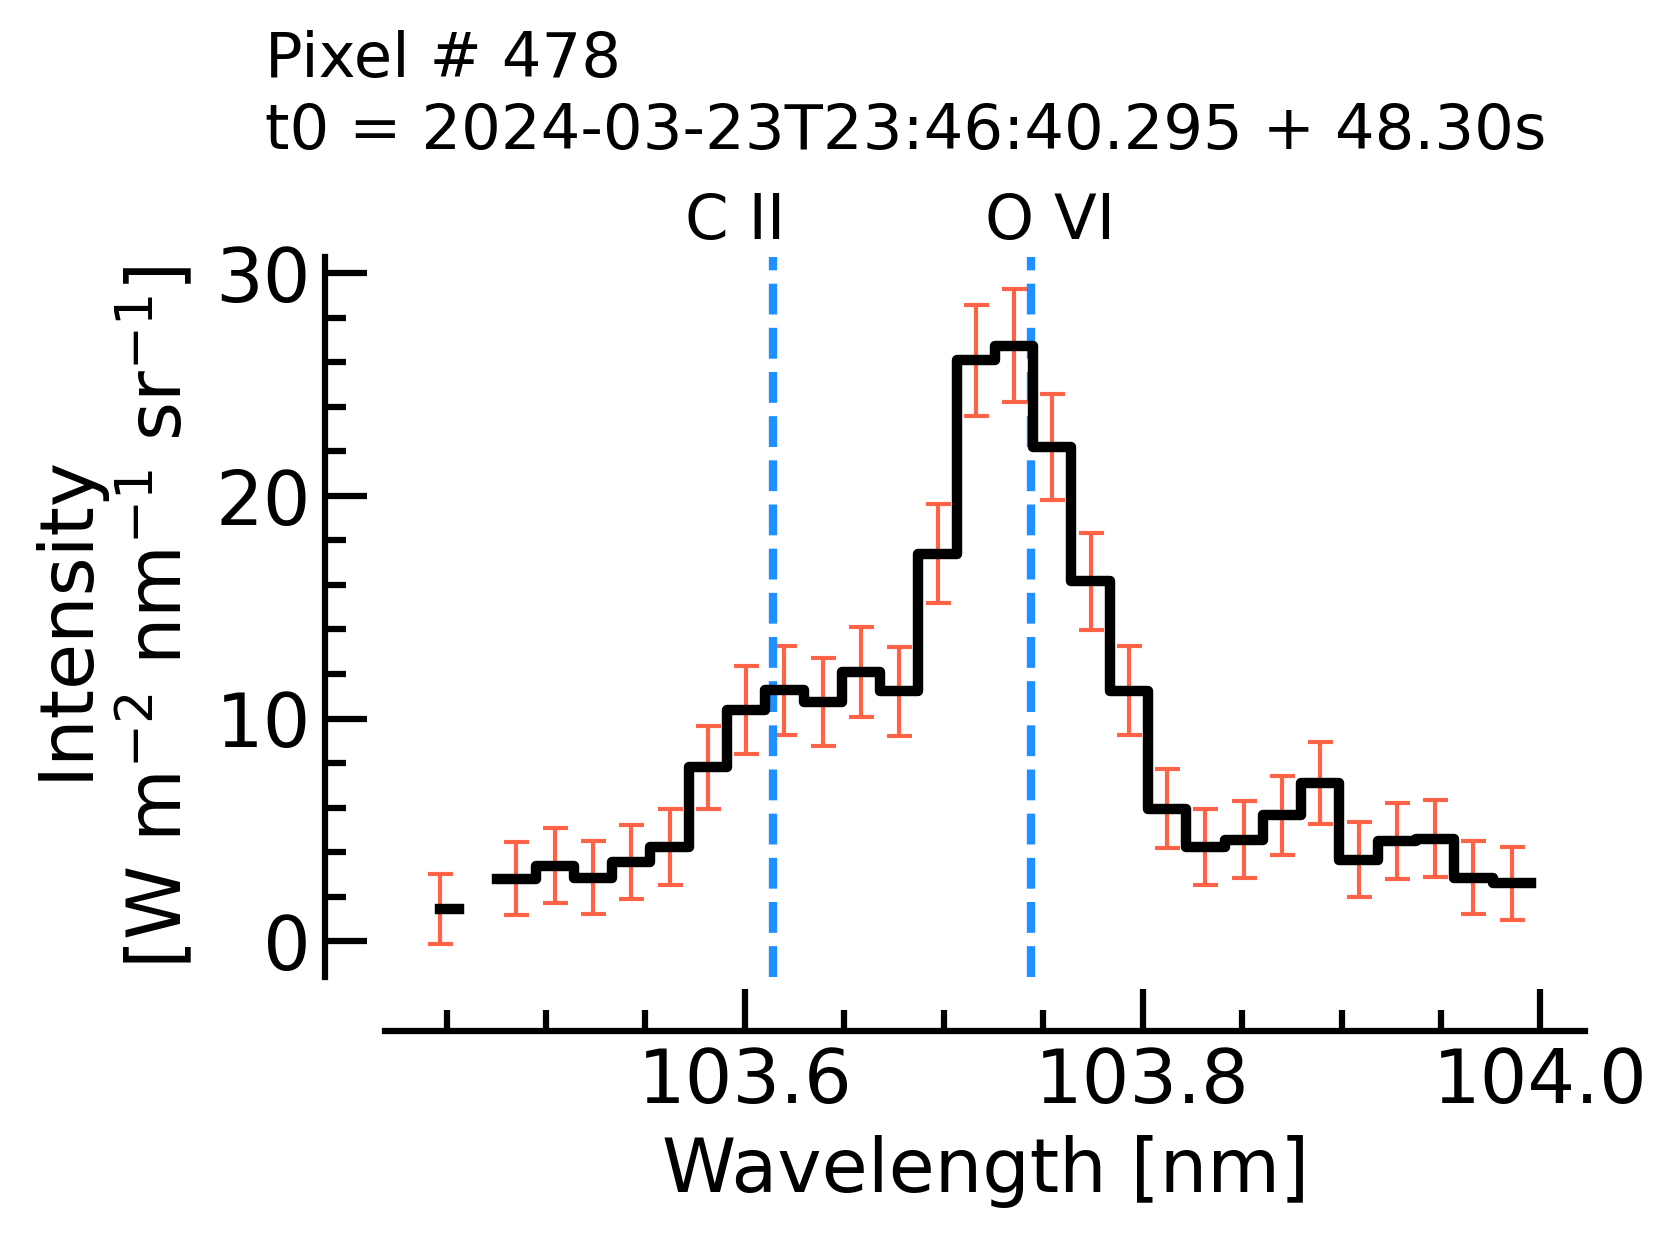 Pixel # 478
t0 = 2024-03-23T23:46:40.295 + 48.30s
C II O VI
Intensity
[W m⁻² nm⁻¹ sr⁻¹]
30
20
10
0
103.6 103.8 104.0
Wavelength [nm]